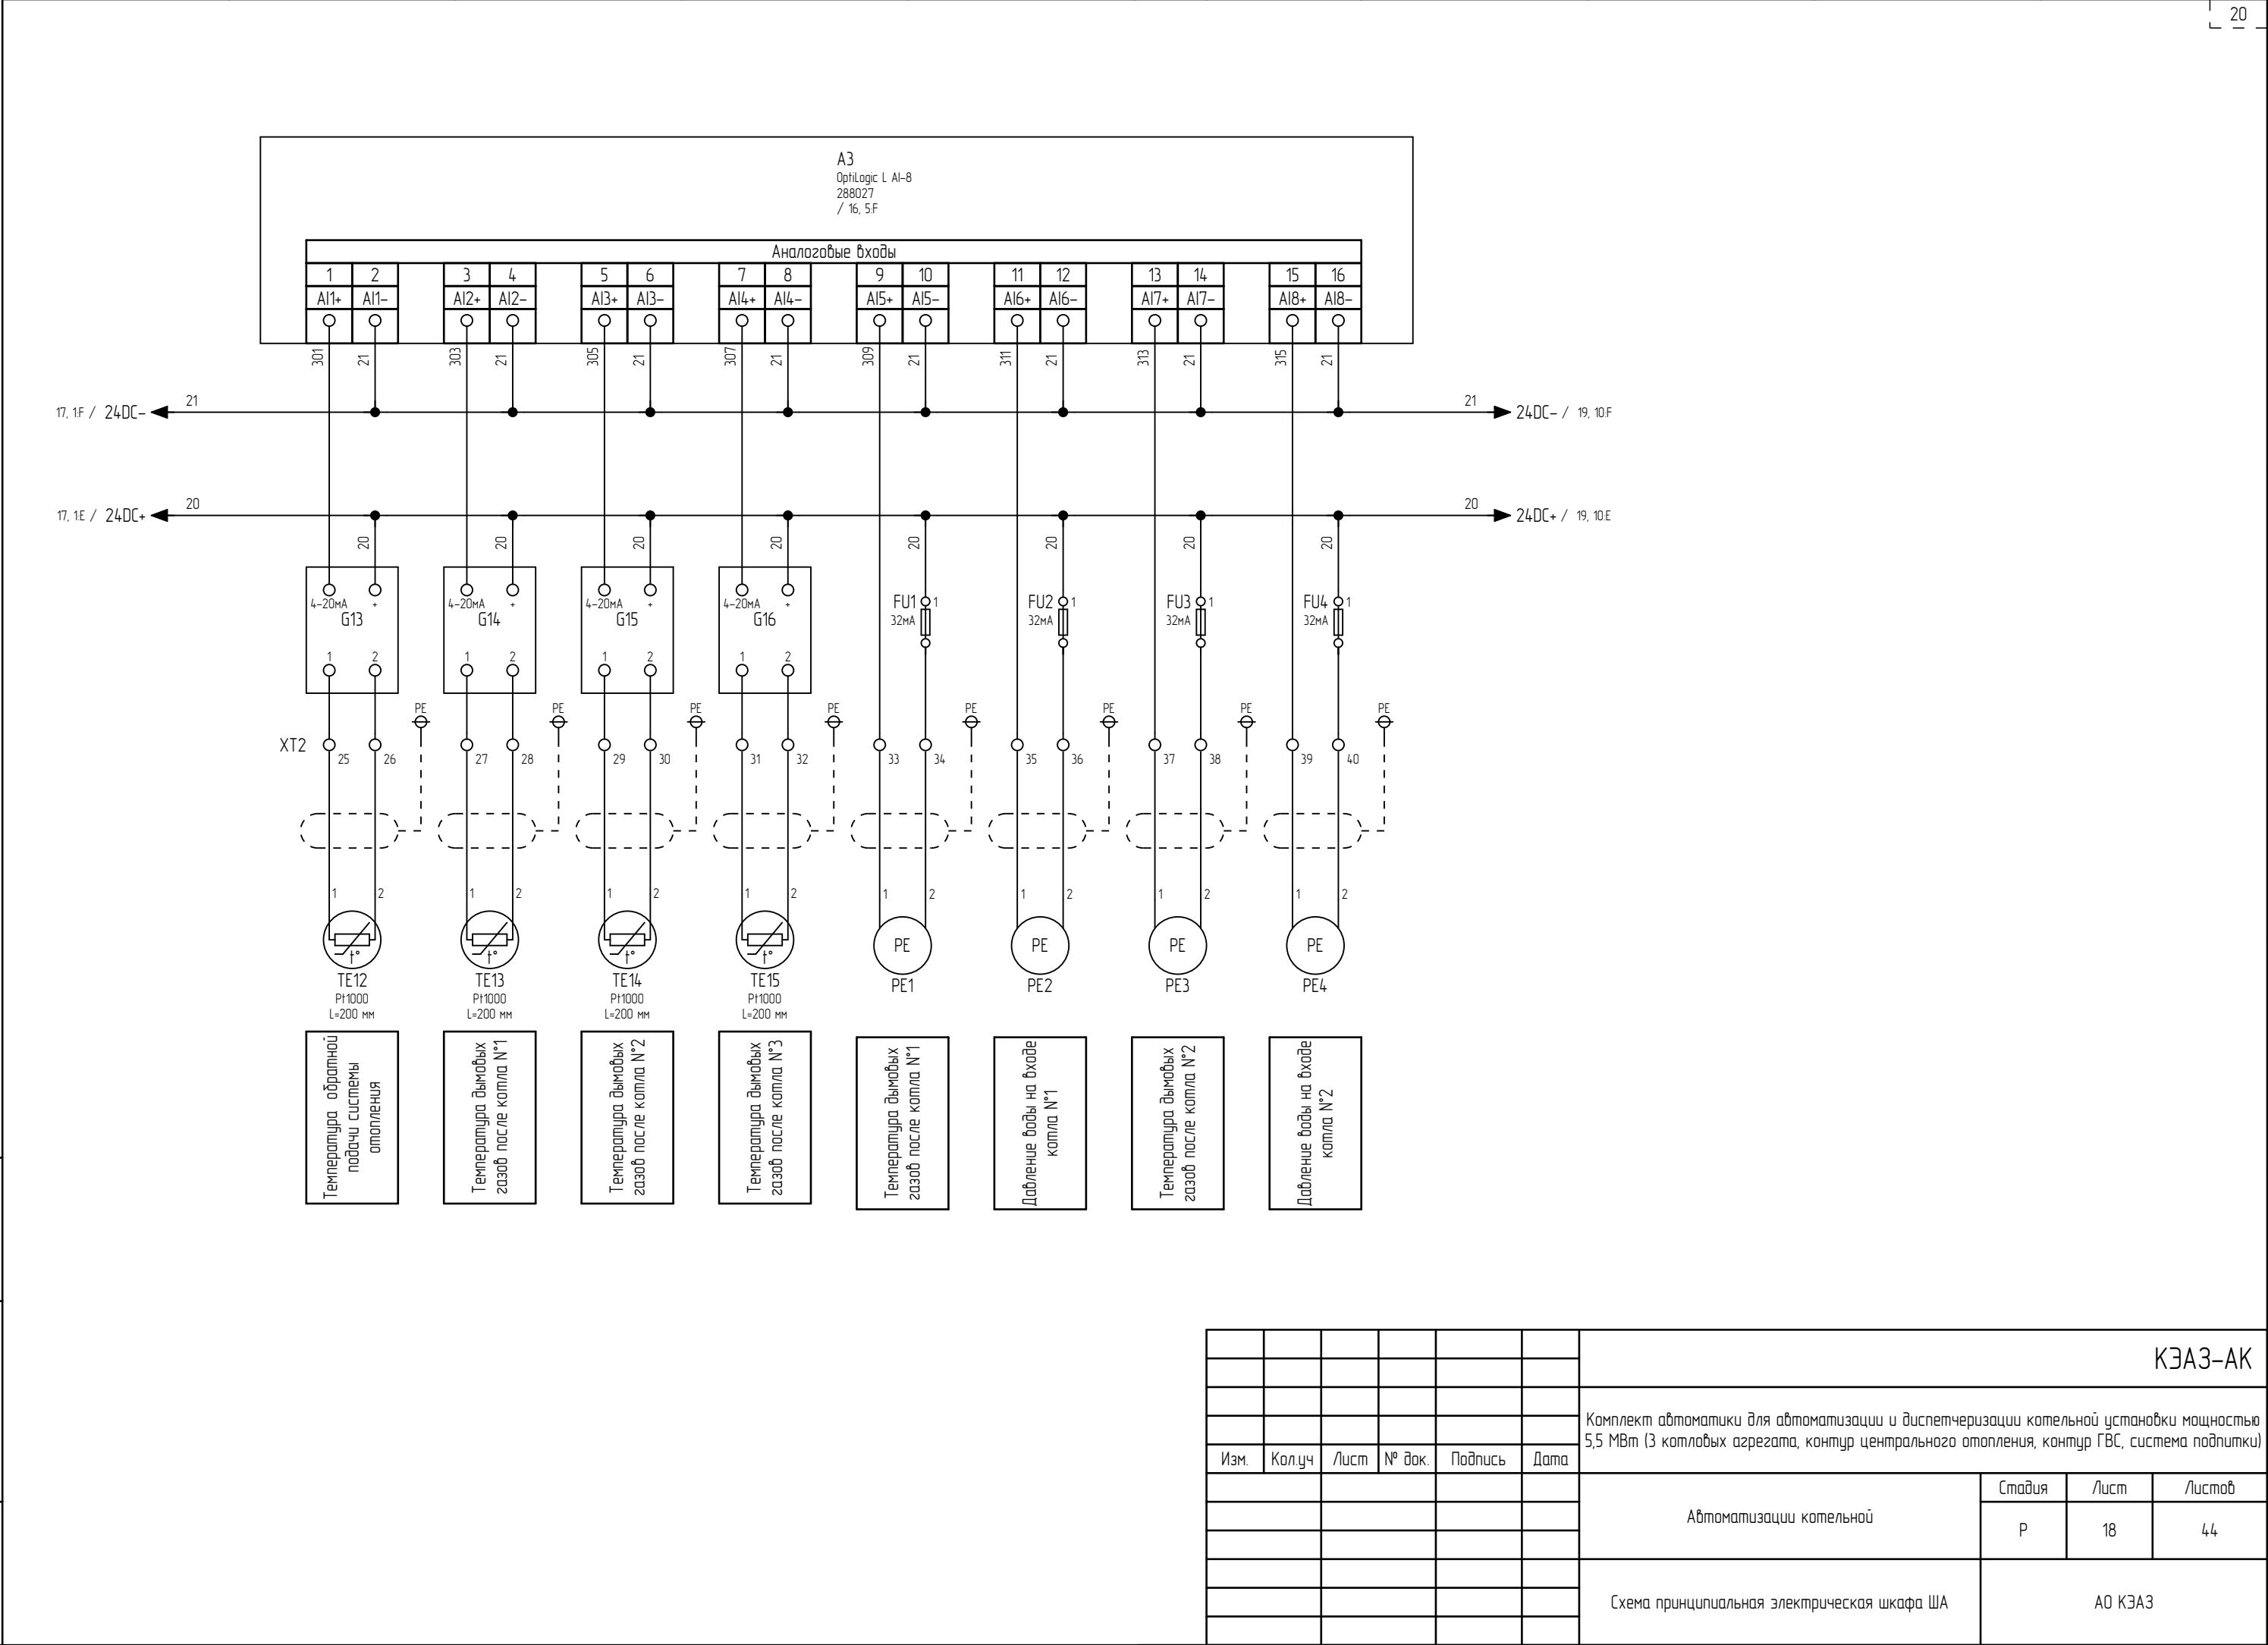 20
A3
OptiLogic L AI-8
288027
/ 16, 5:F
Аналоговые входы
1 2 3 4 5 6 7 8 9 10 11 12 13 14 15 16
AI1+ AI1- AI2+ AI2- AI3+ AI3- AI4+ AI4- AI5+ AI5- AI6+ AI6- AI7+ AI7- AI8+ AI8-
301 21 303 21 305 21 307 21 309 21 311 21 313 21 315 21
17, 1:F / 24DC- 21 21 24DC- / 19, 10:F
17, 1:E / 24DC+ 20 20 24DC+ / 19, 10:E
20 20 20 20 20 20 20 20
4-20мА + 4-20мА + 4-20мА + 4-20мА + FU1 1 FU2 1 FU3 1 FU4 1
G13 G14 G15 G16 32мА 32мА 32мА 32мА
1 2 1 2 1 2 1 2
PE PE PE PE PE PE PE PE
XT2
25 26 27 28 29 30 31 32 33 34 35 36 37 38 39 40
1 2 1 2 1 2 1 2 1 2 1 2 1 2 1 2
t° t° t° t° PE PE PE PE
TE12 TE13 TE14 TE15 PE1 PE2 PE3 PE4
Pt1000 Pt1000 Pt1000 Pt1000
L=200 мм L=200 мм L=200 мм L=200 мм
Температура обратной
подачи системы
отопления
Температура дымовых
газов после котла N°1
Температура дымовых
газов после котла N°2
Температура дымовых
газов после котла N°3
Температура дымовых
газов после котла N°1
Давление воды на входе
котла N°1
Температура дымовых
газов после котла N°2
Давление воды на входе
котла N°2
КЭАЗ-АК
Комплект автоматики для автоматизации и диспетчеризации котельной установки мощностью
5,5 МВт (3 котловых агрегата, контур центрального отопления, контур ГВС, система подпитки)
Изм. Кол.уч Лист № док. Подпись Дата
Автоматизации котельной
Стадия Лист Листов
Р 18 44
Схема принципиальная электрическая шкафа ША
АО КЭАЗ